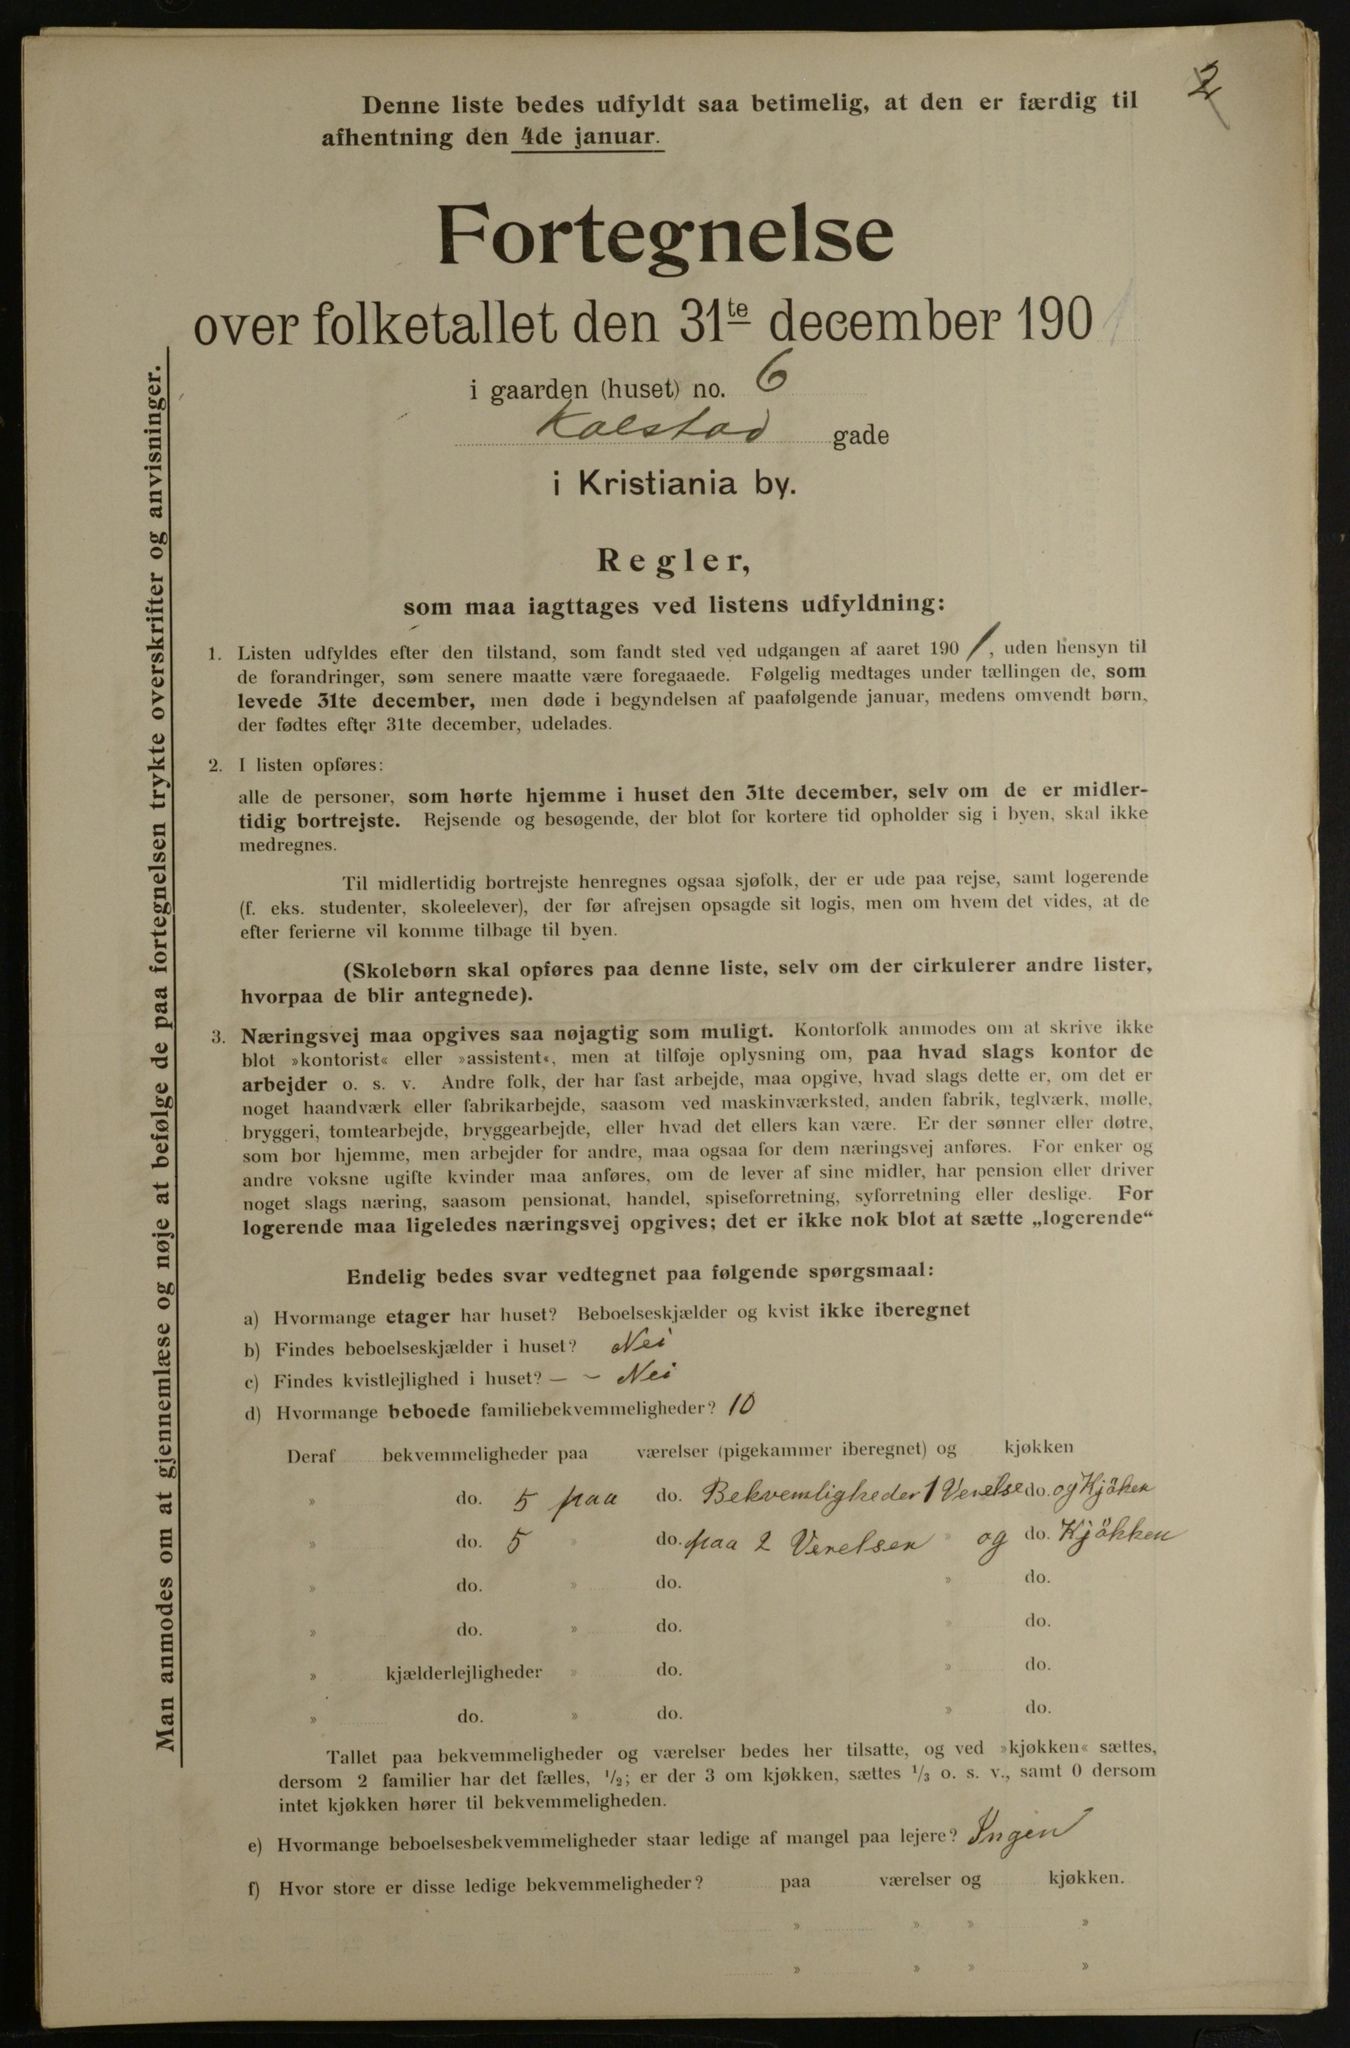 2
Denne liste bedes udfyldt saa betimelig, at den er færdig til
afhentning den 4de januar.
Fortegnelse
over folketallet den 31te december 1901
i gaarden (huset) no. 6
Kolstad gade
i Kristiania by.
Regler,
som maa iagttages ved listens udfyldning:
1. Listen udfyldes efter den tilstand, som fandt sted ved udgangen af aaret 1901, uden hensyn til
de forandringer, som senere maatte være foregaaede. Følgelig medtages under tællingen de, som
levede 31te december, men døde i begyndelsen af paafølgende januar, medens omvendt børn,
der fødtes efter 31te december, udelades.
2. I listen opføres:
alle de personer, som hørte hjemme i huset den 31te december, selv om de er midler-
tidig bortrejste. Rejsende og besøgende, der blot for kortere tid opholder sig i byen, skal ikke
medregnes.
Til midlertidig bortrejste henregnes ogsaa sjøfolk, der er ude paa rejse, samt logerende
(f. eks. studenter, skoleelever), der før afrejsen opsagde sit logis, men om hvem det vides, at de
efter ferierne vil komme tilbage til byen.
(Skolebørn skal opføres paa denne liste, selv om der cirkulerer andre lister,
hvorpaa de blir antegnede).
3. Næringsvej maa opgives saa nøjagtig som muligt. Kontorfolk anmodes om at skrive ikke
blot »kontorist« eller »assistent«, men at tilføje oplysning om, paa hvad slags kontor de
arbejder o. s. v. Andre folk, der har fast arbejde, maa opgive, hvad slags dette er, om det er
noget haandværk eller fabrikarbejde, saasom ved maskinværksted, anden fabrik, teglværk, mølle,
bryggeri, tomtearbejde, bryggearbejde, eller hvad det ellers kan være. Er der sønner eller døtre,
som bor hjemme, men arbejder for andre, maa ogsaa for dem næringsvej anføres. For enker og
andre voksne ugifte kvinder maa anføres, om de lever af sine midler, har pension eller driver
noget slags næring, saasom pensionat, handel, spiseforretning, syforretning eller deslige. For
logerende maa ligeledes næringsvej opgives; det er ikke nok blot at sætte „logerende“
Endelig bedes svar vedtegnet paa følgende spørgsmaal:
a) Hvormange etager har huset? Beboelseskjælder og kvist ikke iberegnet
b) Findes beboelseskjælder i huset? Nei
c) Findes kvistlejlighed i huset? — ~ Nei
d) Hvormange beboede familiebekvemmeligheder? 10
Deraf bekvemmeligheder paa værelser (pigekammer iberegnet) og kjøkken
» do. 5 paa do. Bekvemligheder 1 Verelse do. og Kjöken
» do. 5 » do. paa 2 Verelser » og do. Kjökken
» do. » do. » do.
» do. » do. » do.
» kjælderlejligheder » do. » do.
» do. » do. » do.
Tallet paa bekvemmeligheder og værelser bedes her tilsatte, og ved »kjøkken« sættes,
dersom 2 familier har det fælles, 1/2; er der 3 om kjøkken, sættes 1/3 o. s. v., samt 0 dersom
intet kjøkken hører til bekvemmeligheden.
e) Hvormange beboelsesbekvemmeligheder staar ledige af mangel paa lejere? Ingen
f) Hvor store er disse ledige bekvemmeligheder? paa værelser og kjøkken.
» » » »
» » » »
Man anmodes om at gjennemlæse og nøje at befølge de paa fortegnelsen trykte overskrifter og anvisninger.